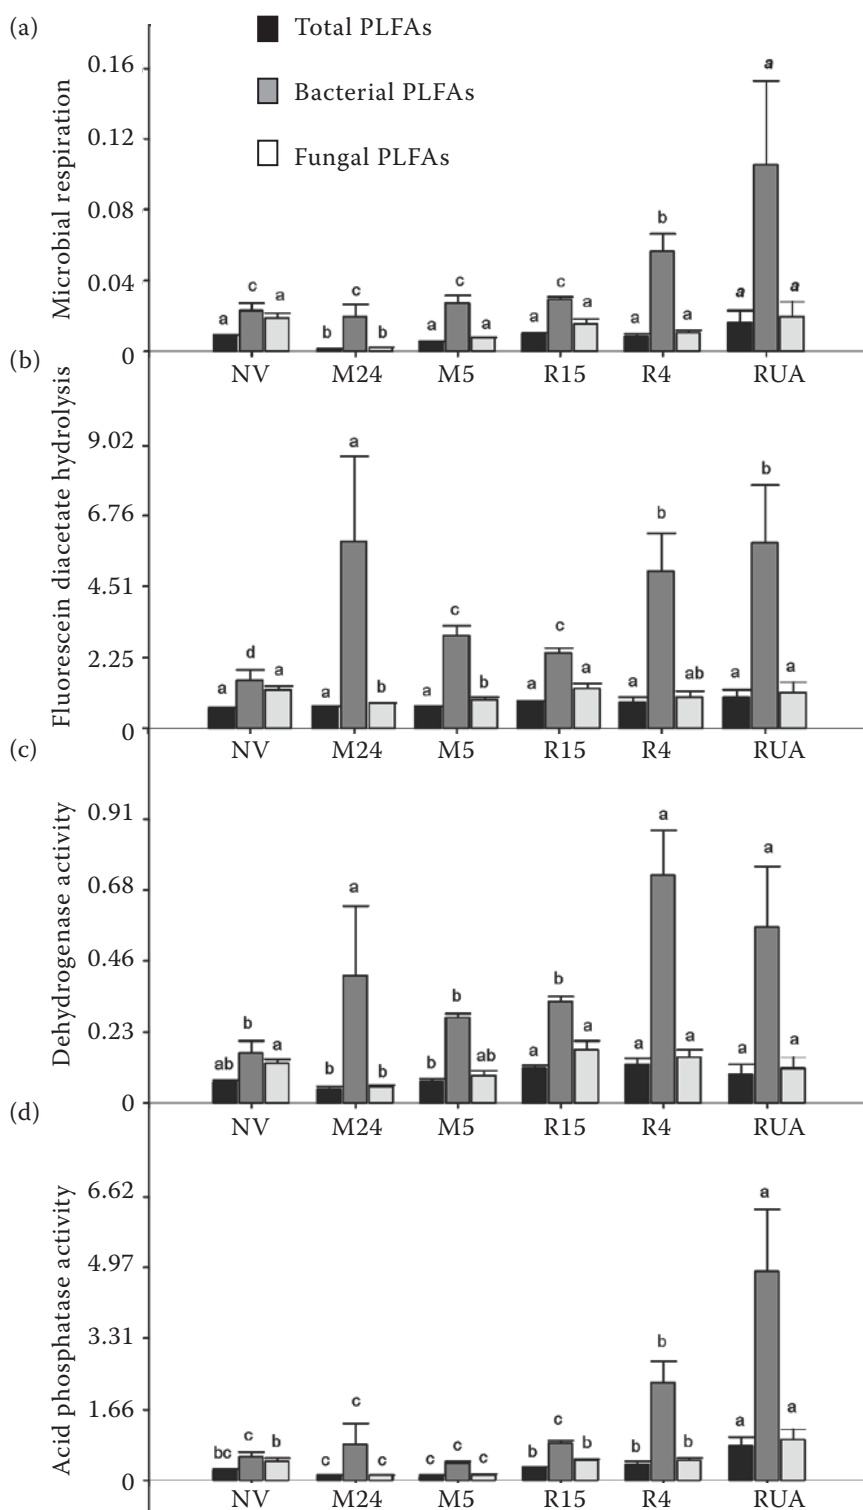 (a)
Total PLFAs
Bacterial PLFAs
Fungal PLFAs
Microbial respiration
0.16
0.12
0.08
0.04
0
a c a b c b a c a a c a a b a a a a
NV M24 M5 R15 R4 RUA
(b)
Fluorescein diacetate hydrolysis
9.02
6.76
4.51
2.25
0
a d a a a b a c b a c a a b ab a b a
NV M24 M5 R15 R4 RUA
(c)
Dehydrogenase activity
0.91
0.68
0.46
0.23
0
ab b a b a b b b ab a b a a a a a a a
NV M24 M5 R15 R4 RUA
(d)
Acid phosphatase activity
6.62
4.97
3.31
1.66
0
bc c b c c c c c c b c b b b b a a a
NV M24 M5 R15 R4 RUA